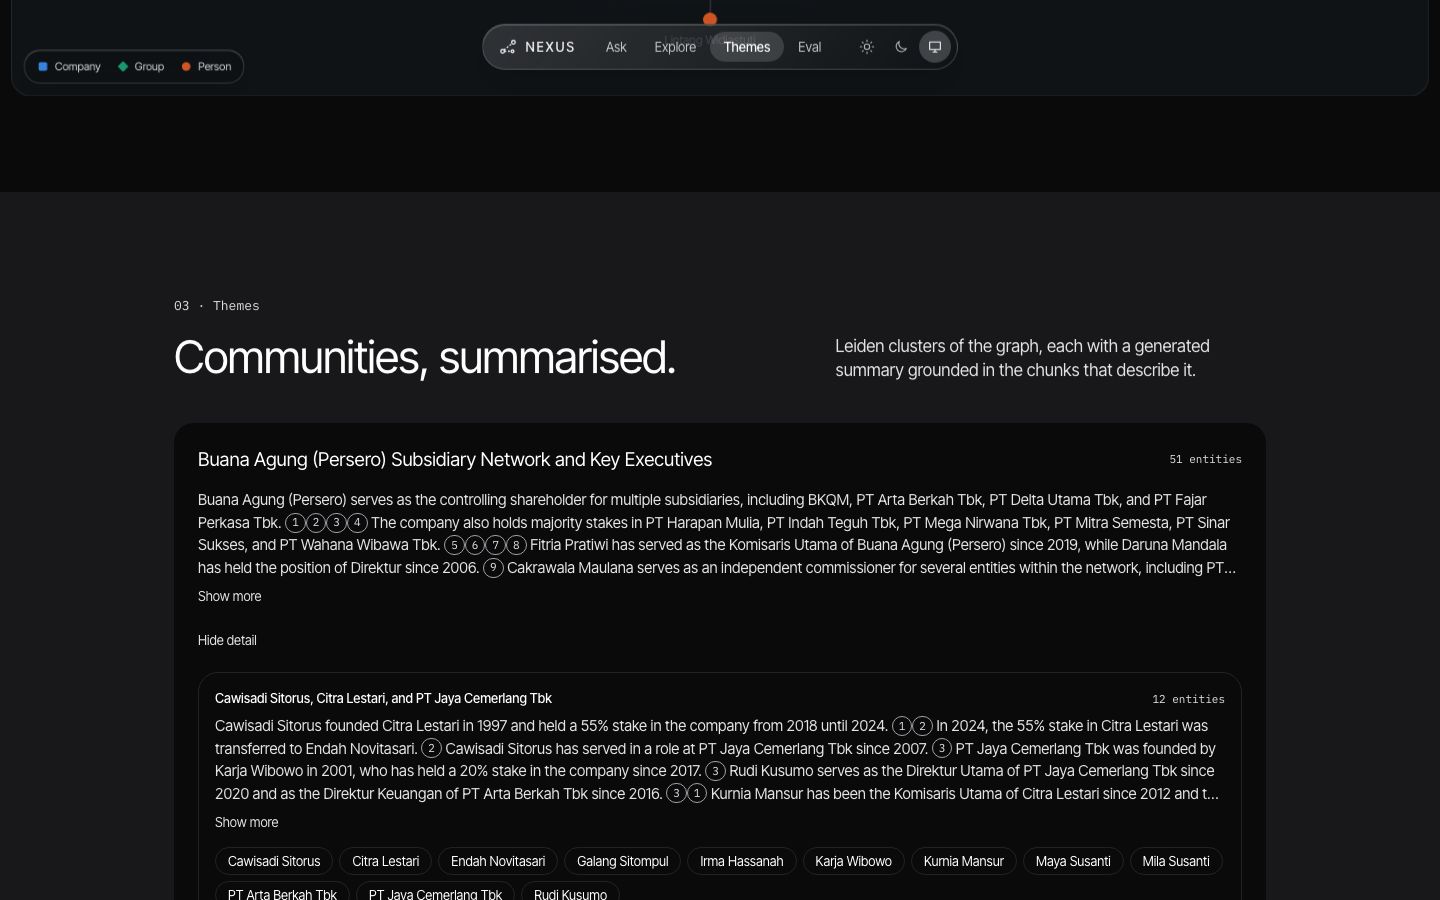 NEXUS Ask Explore Themes Eval
Company Group Person
03 · Themes
Communities, summarised.
Leiden clusters of the graph, each with a generated
summary grounded in the chunks that describe it.
Buana Agung (Persero) Subsidiary Network and Key Executives
51 entities
Buana Agung (Persero) serves as the controlling shareholder for multiple subsidiaries, including BKQM, PT Arta Berkah Tbk, PT Delta Utama Tbk, and PT Fajar
Perkasa Tbk. 1 2 3 4 The company also holds majority stakes in PT Harapan Mulia, PT Indah Teguh Tbk, PT Mega Nirwana Tbk, PT Mitra Semesta, PT Sinar
Sukses, and PT Wahana Wibawa Tbk. 5 6 7 8 Fitria Pratiwi has served as the Komisaris Utama of Buana Agung (Persero) since 2019, while Daruna Mandala
has held the position of Direktur since 2006. 9 Cakrawala Maulana serves as an independent commissioner for several entities within the network, including PT…
Show more
Hide detail
Cawisadi Sitorus, Citra Lestari, and PT Jaya Cemerlang Tbk
12 entities
Cawisadi Sitorus founded Citra Lestari in 1997 and held a 55% stake in the company from 2018 until 2024. 1 2 In 2024, the 55% stake in Citra Lestari was
transferred to Endah Novitasari. 2 Cawisadi Sitorus has served in a role at PT Jaya Cemerlang Tbk since 2007. 3 PT Jaya Cemerlang Tbk was founded by
Karja Wibowo in 2001, who has held a 20% stake in the company since 2017. 3 Rudi Kusumo serves as the Direktur Utama of PT Jaya Cemerlang Tbk since
2020 and as the Direktur Keuangan of PT Arta Berkah Tbk since 2016. 3 1 Kurnia Mansur has been the Komisaris Utama of Citra Lestari since 2012 and t…
Show more
Cawisadi Sitorus Citra Lestari Endah Novitasari Galang Sitompul Irma Hassanah Karja Wibowo Kurnia Mansur Maya Susanti Mila Susanti
PT Arta Berkah Tbk PT Jaya Cemerlang Tbk Rudi Kusumo